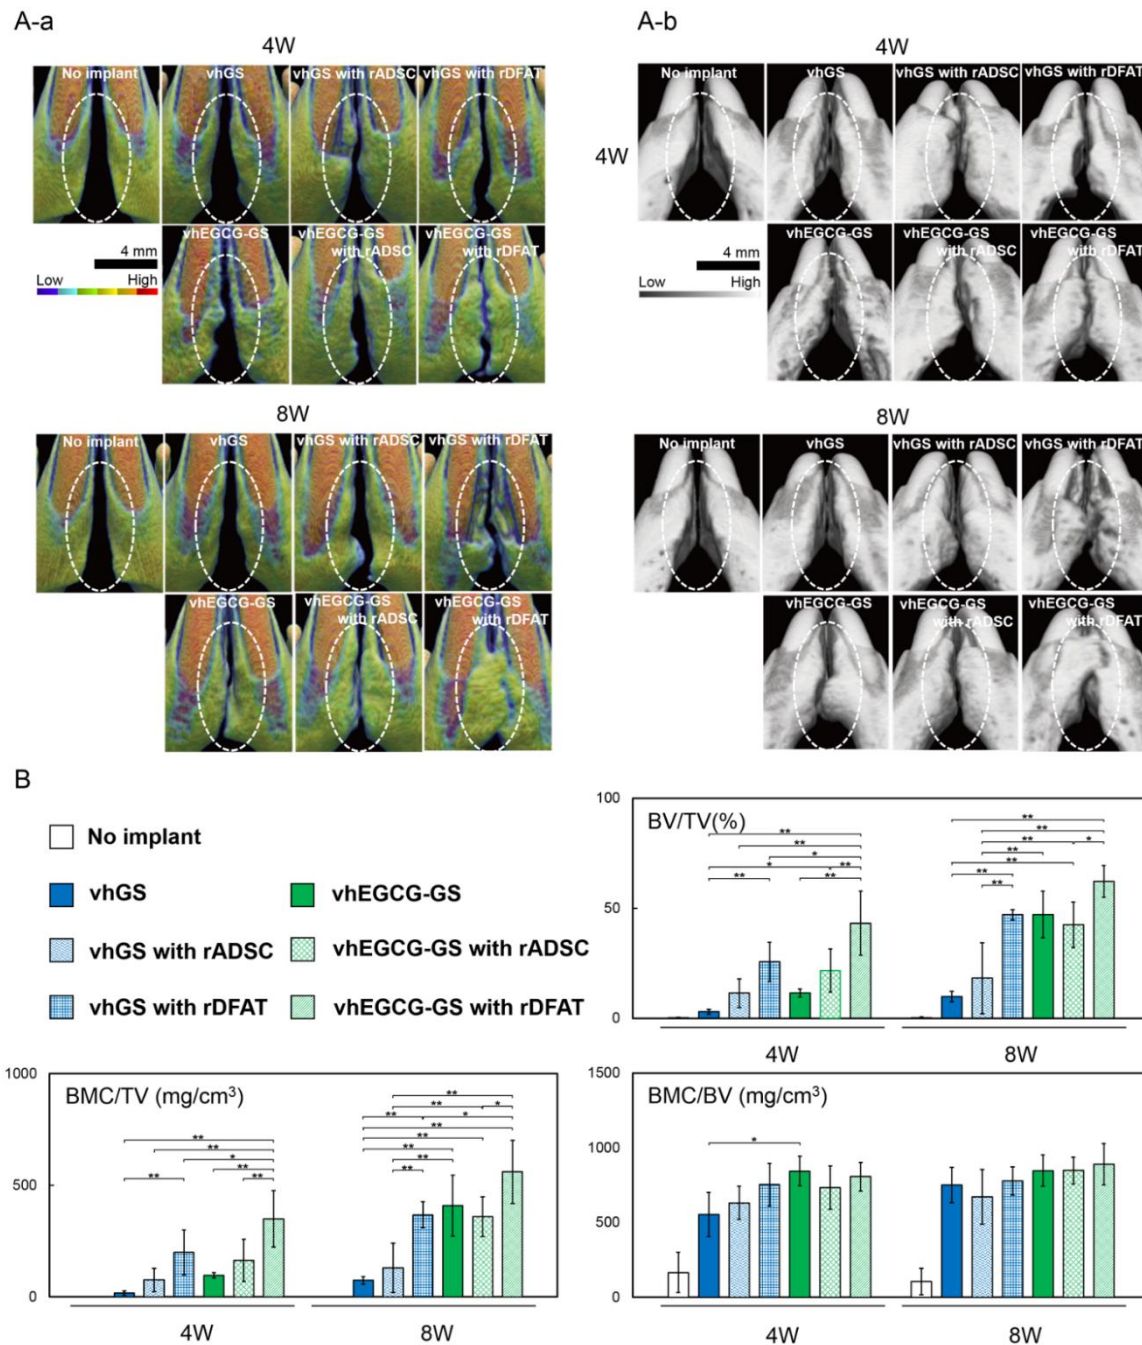 A-a
4W
No implant
vhGS
vhGS with rADSC
vhGS with rDFAT
vhEGCG-GS
vhEGCG-GS
with rADSC
vhEGCG-GS
with rDFAT
4 mm
Low
High
8W
No implant
vhGS
vhGS with rADSC
vhGS with rDFAT
vhEGCG-GS
vhEGCG-GS
with rADSC
vhEGCG-GS
with rDFAT
A-b
4W
4W
No implant
vhGS
vhGS with rADSC
vhGS with rDFAT
vhEGCG-GS
vhEGCG-GS
with rADSC
vhEGCG-GS
with rDFAT
4 mm
Low
High
8W
No implant
vhGS
vhGS with rADSC
vhGS with rDFAT
vhEGCG-GS
vhEGCG-GS
with rADSC
vhEGCG-GS
with rDFAT
B
No implant
vhGS
vhEGCG-GS
vhGS with rADSC
vhEGCG-GS with rADSC
vhGS with rDFAT
vhEGCG-GS with rDFAT
BV/TV(%)
100
50
0
**
**
*
* **
** **
**
**
** *
**
**
**
**
4W
8W
BMC/TV (mg/cm³)
1000
500
0
**
**
*
**
** **
**
** *
** *
**
**
** **
**
4W
8W
BMC/BV (mg/cm³)
1500
1000
500
0
*
4W
8W